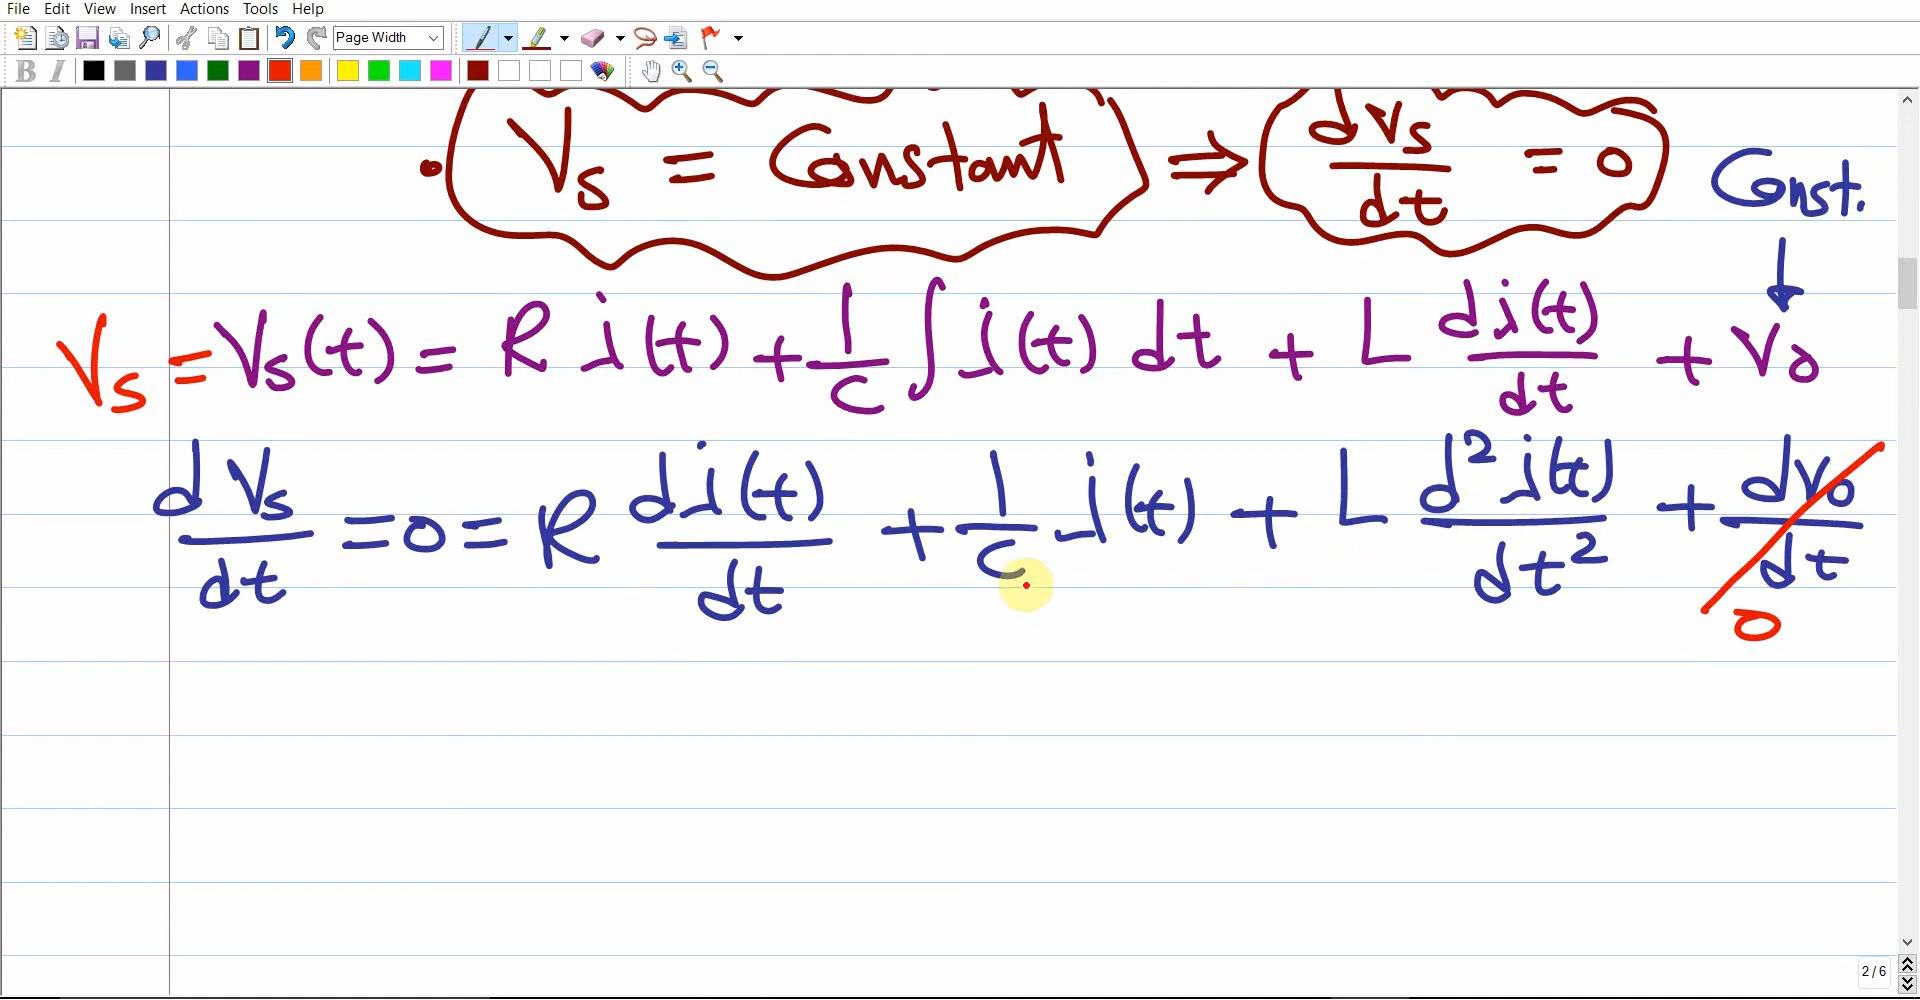 File Edit View Insert Actions Tools Help
Page Width
B I
• Vs = Constant ⇒ dVs/dt = 0
Const.
↓
Vs = Vs(t) = R i(t) + 1/C ∫ i(t) dt + L di(t)/dt + V0
dVs/dt = 0 = R di(t)/dt + 1/C i(t) + L d²i(t)/dt² + dV0/dt
0
2 / 6